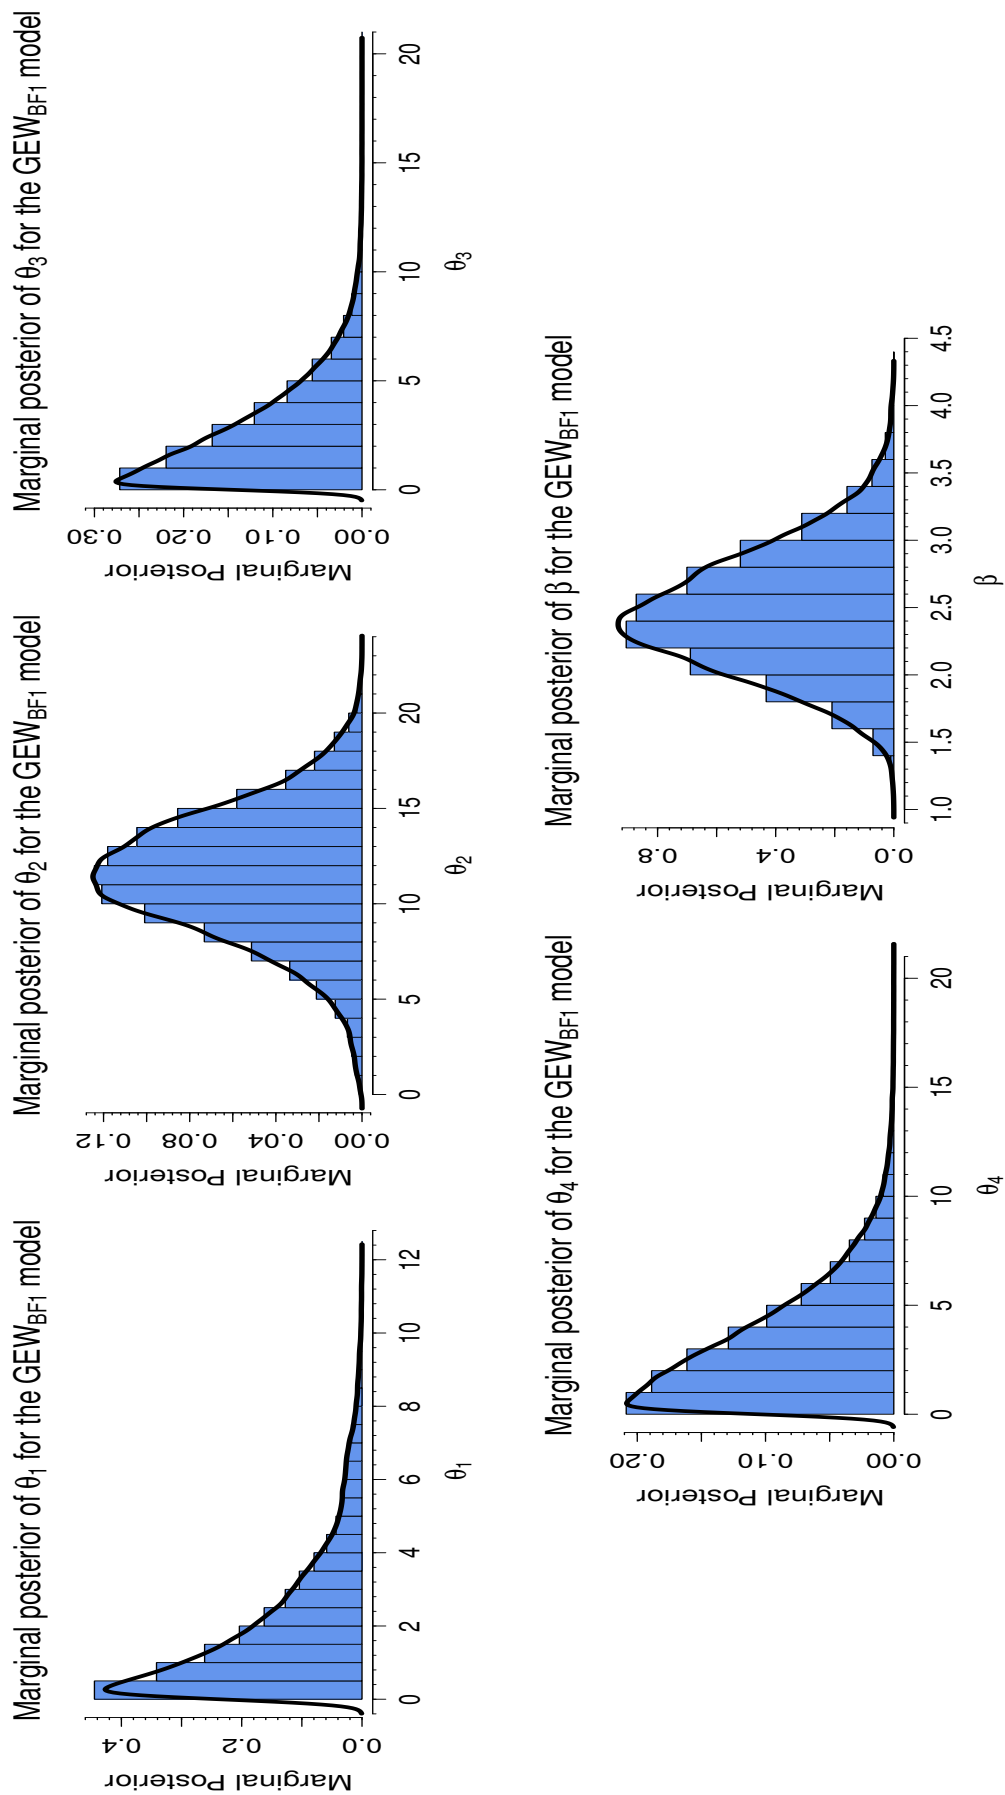 Marginal posterior of θ1 for the GEWBF1 model
Marginal Posterior
0.0 0.2 0.4
0 2 4 6 8 10 12
θ1
Marginal posterior of θ2 for the GEWBF1 model
Marginal Posterior
0.00 0.04 0.08 0.12
0 5 10 15 20
θ2
Marginal posterior of θ3 for the GEWBF1 model
Marginal Posterior
0.00 0.10 0.20 0.30
0 5 10 15 20
θ3
Marginal posterior of θ4 for the GEWBF1 model
Marginal Posterior
0.00 0.10 0.20
0 5 10 15 20
θ4
Marginal posterior of β for the GEWBF1 model
Marginal Posterior
0.0 0.4 0.8
1.0 1.5 2.0 2.5 3.0 3.5 4.0 4.5
β